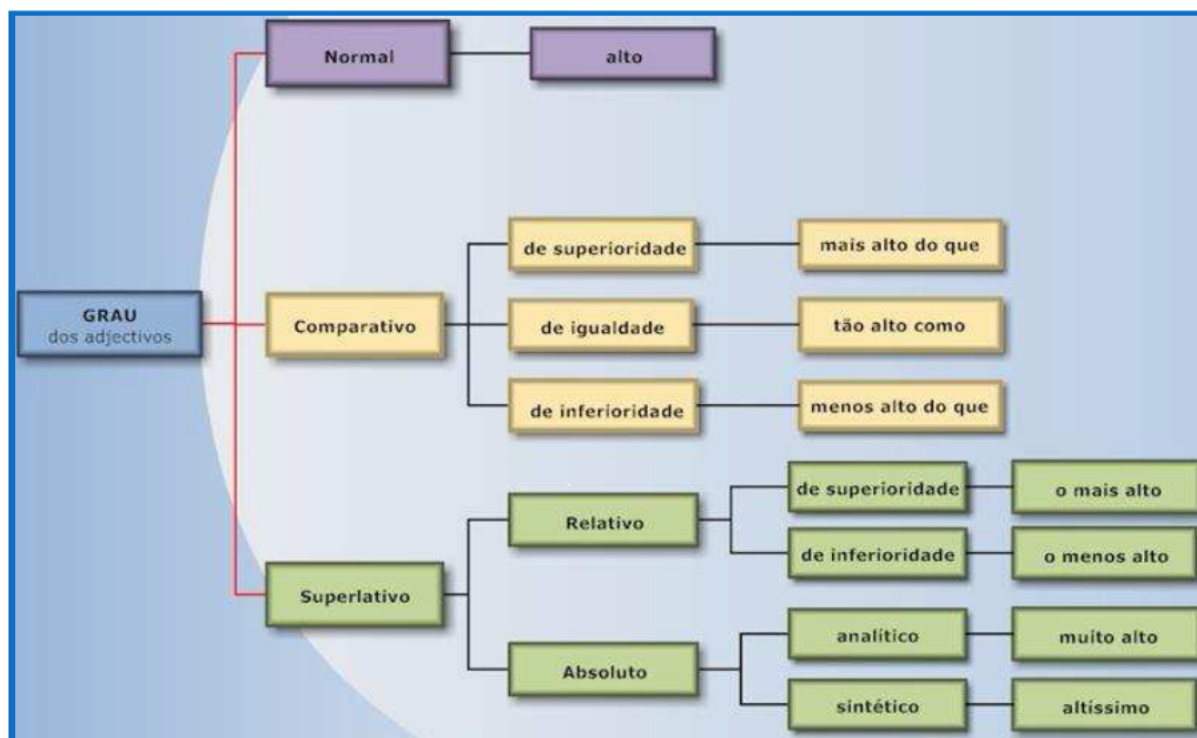 Normal
alto
de superioridade
mais alto do que
GRAU
dos adjectivos
Comparativo
de igualdade
tão alto como
de inferioridade
menos alto do que
Superlativo
Relativo
de superioridade
o mais alto
de inferioridade
o menos alto
Absoluto
analítico
muito alto
sintético
altíssimo